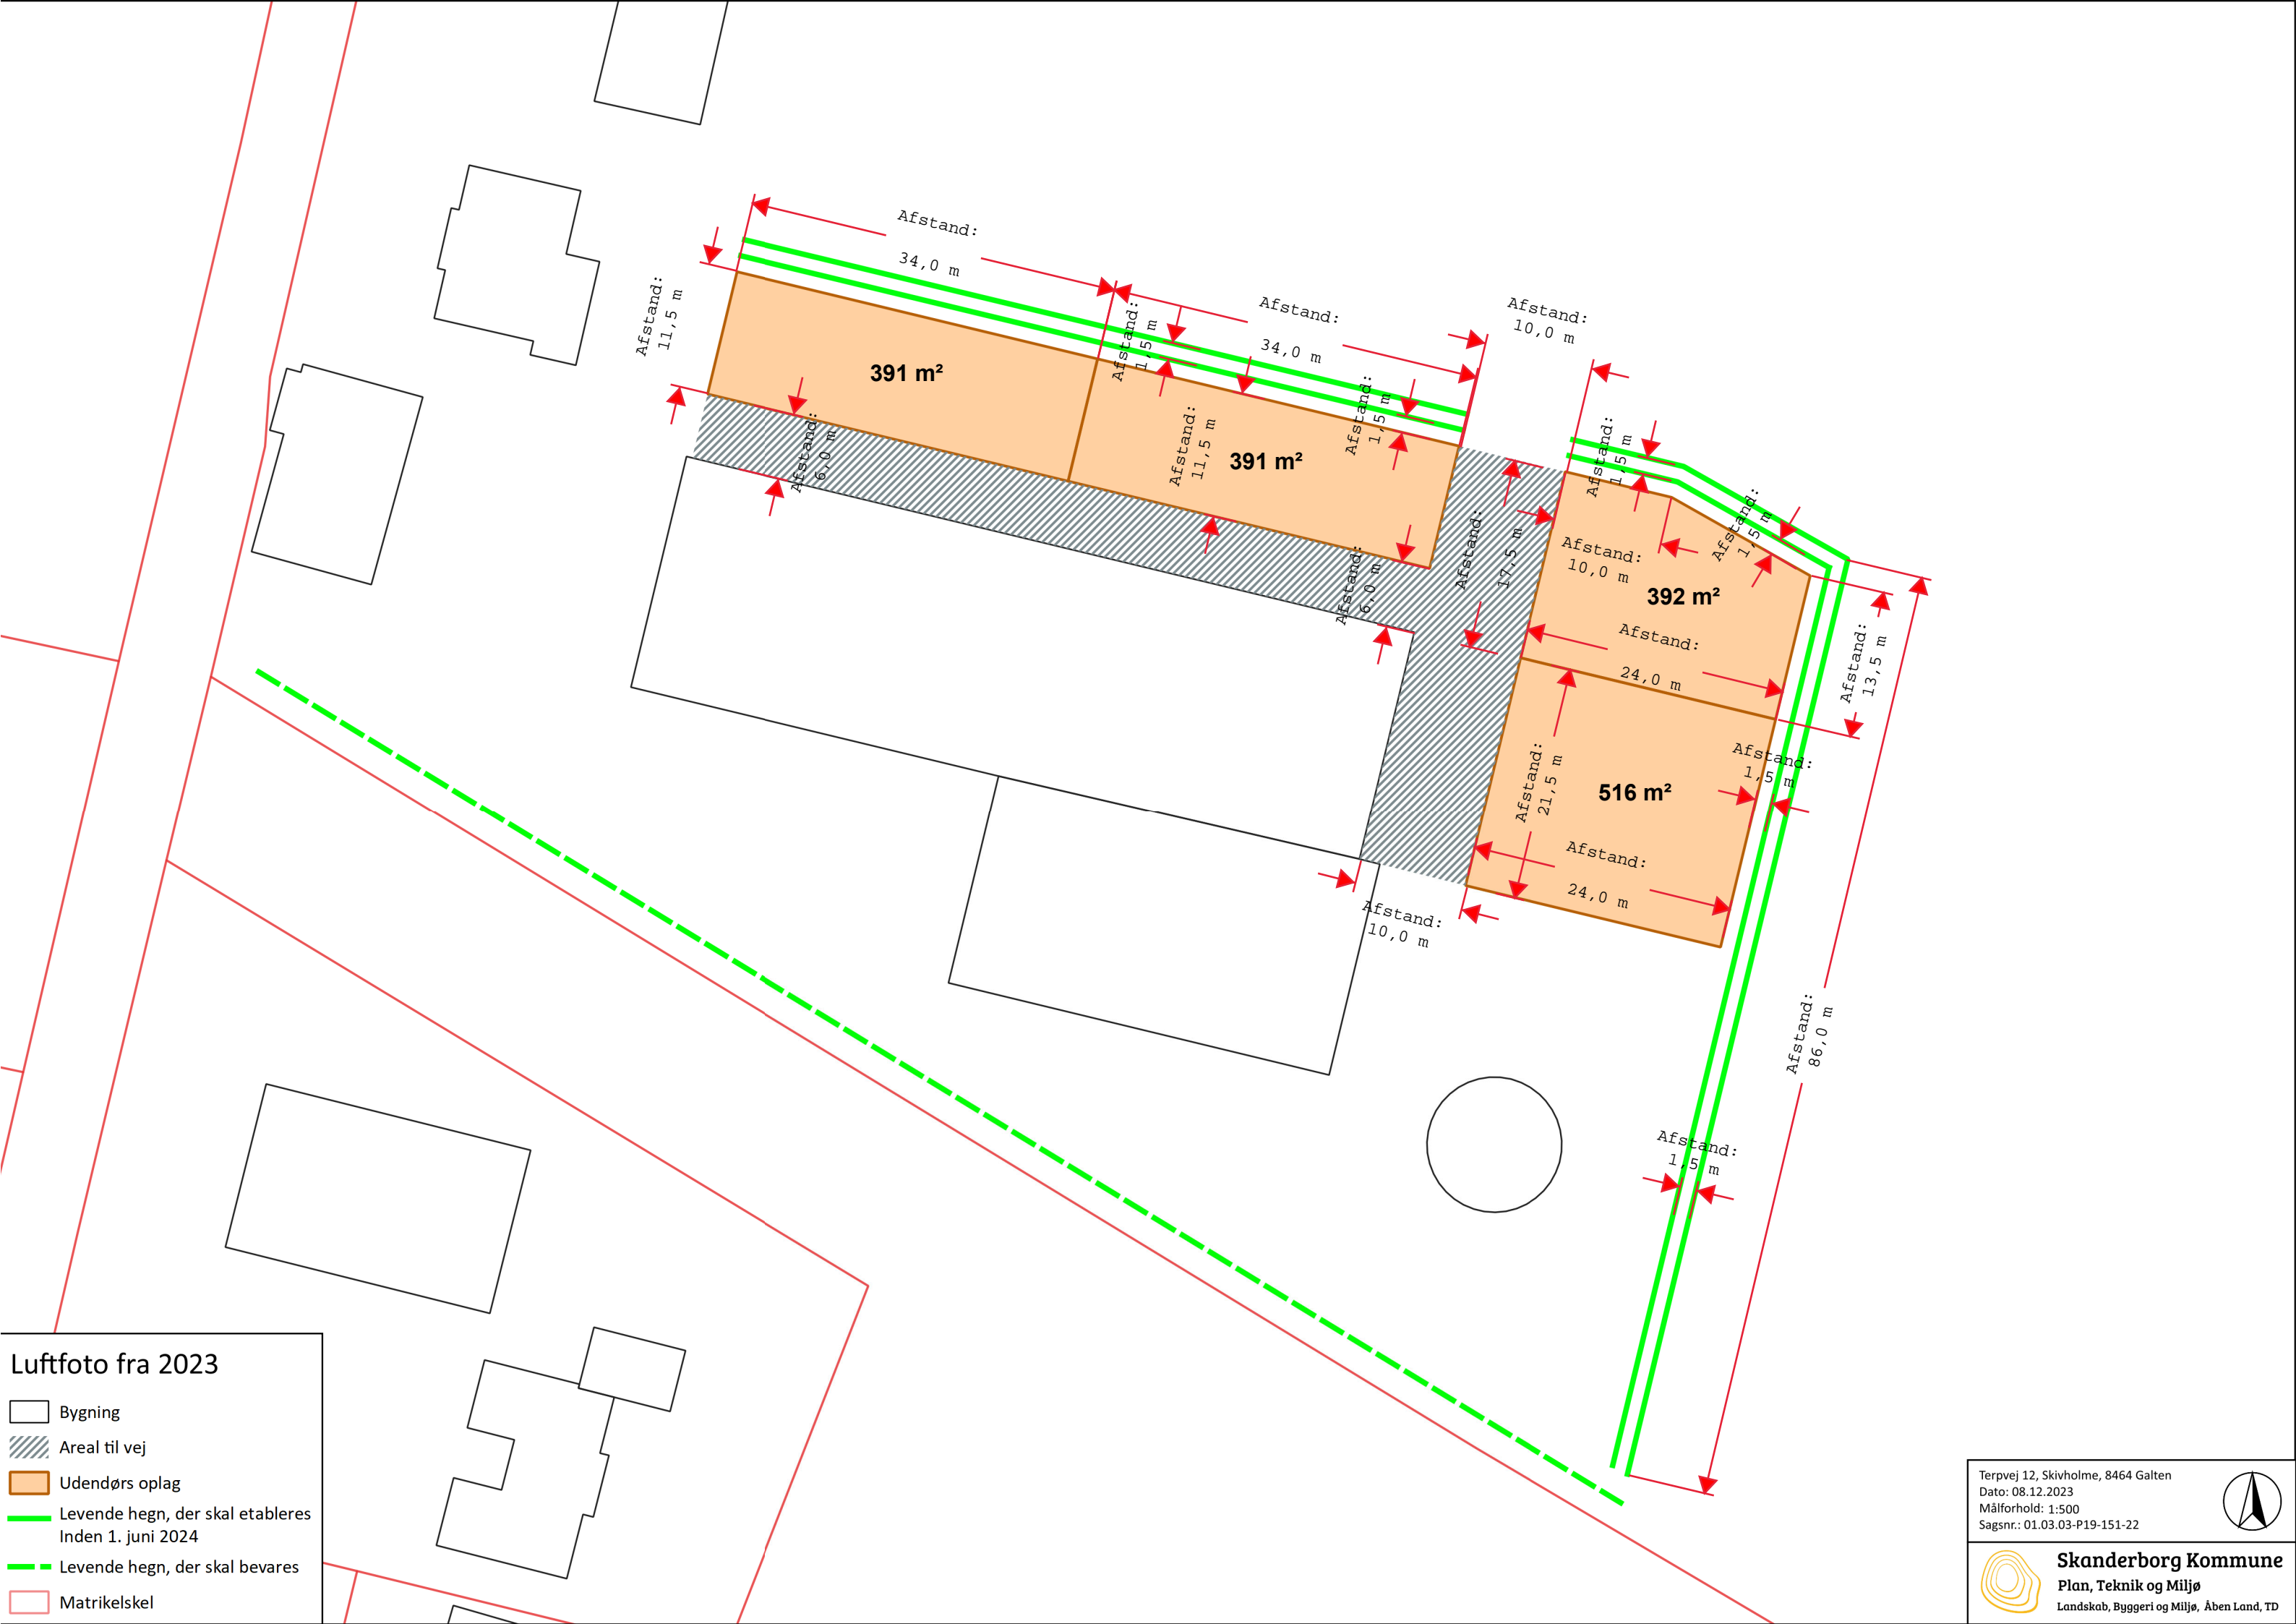 Afstand:
34,0 m
Afstand:
34,0 m
Afstand:
10,0 m
Afstand:
11,5 m
Afstand:
1,5 m
Afstand:
1,5 m
391 m²
Afstand:
6,0 m
Afstand:
11,5 m
391 m²
Afstand:
6,0 m
Afstand:
17,5 m
Afstand:
1,5 m
Afstand:
1,5 m
Afstand:
10,0 m
392 m²
Afstand:
24,0 m
Afstand:
13,5 m
Afstand:
1,5 m
Afstand:
21,5 m
516 m²
Afstand:
24,0 m
Afstand:
10,0 m
Afstand:
86,0 m
Afstand:
1,5 m
Luftfoto fra 2023
Bygning
Areal til vej
Udendørs oplag
Levende hegn, der skal etableres
Inden 1. juni 2024
Levende hegn, der skal bevares
Matrikelskel
Terpvej 12, Skivholme, 8464 Galten
Dato: 08.12.2023
Målforhold: 1:500
Sagsnr.: 01.03.03-P19-151-22
Skanderborg Kommune
Plan, Teknik og Miljø
Landskab, Byggeri og Miljø, Åben Land, TD